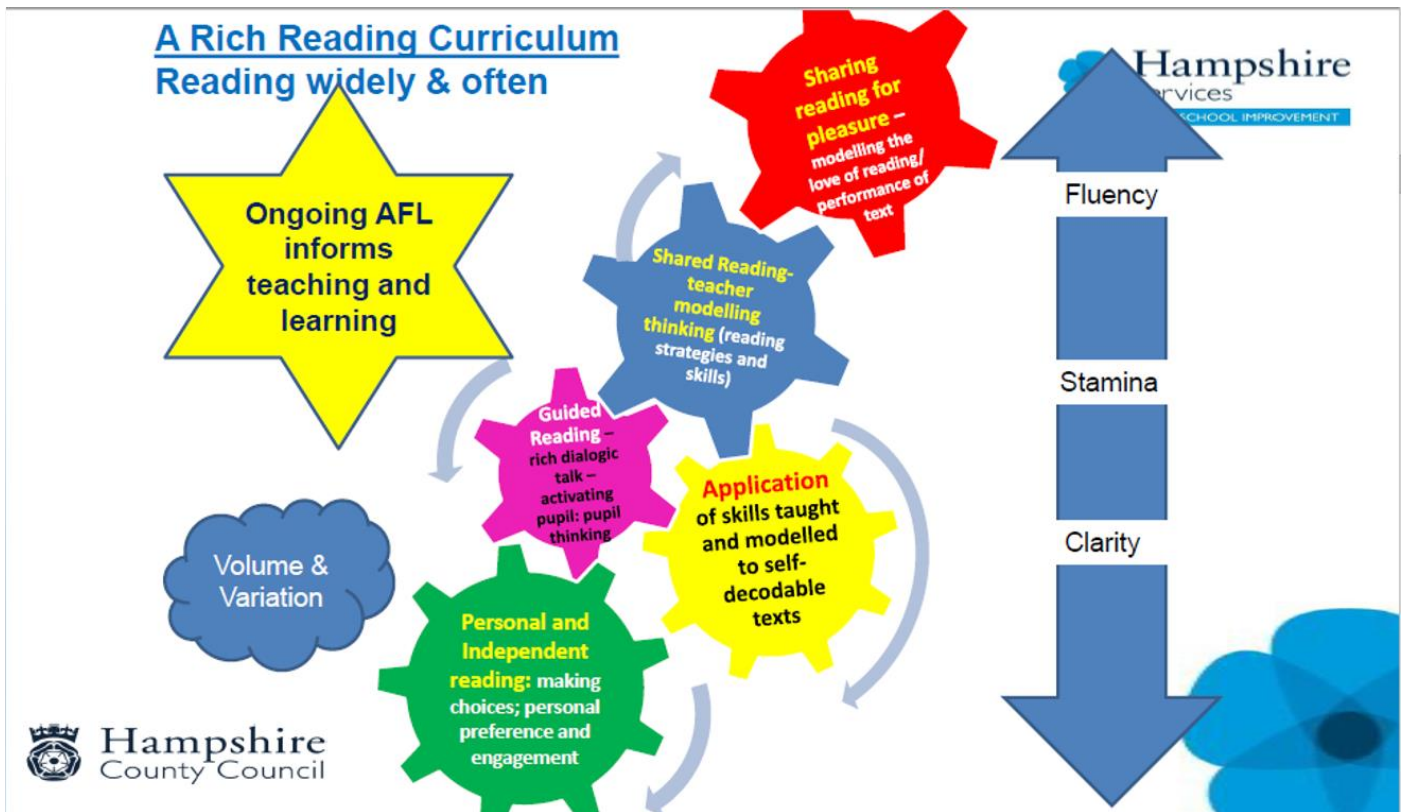 A Rich Reading Curriculum
Reading widely & often
Ongoing AFL
informs
teaching and
learning
Volume &
Variation
Sharing
reading for
pleasure –
modelling the
love of reading/
performance of
text
Shared Reading-
teacher
modelling
thinking (reading
strategies and
skills)
Guided
Reading –
rich dialogic
talk –
activating
pupil: pupil
thinking
Application
of skills taught
and modelled
to self-
decodable
texts
Personal and
Independent
reading: making
choices; personal
preference and
engagement
Hampshire
ervices
SCHOOL IMPROVEMENT
Fluency
Stamina
Clarity
Hampshire
County Council